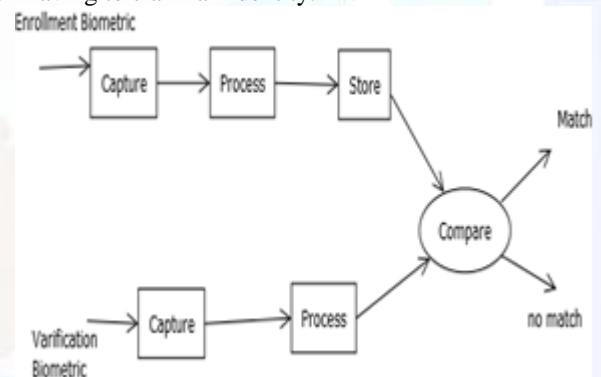 Enrollment Biometric
Capture
Process
Store
Match
Compare
Capture
Process
no match
Varification
Biometric